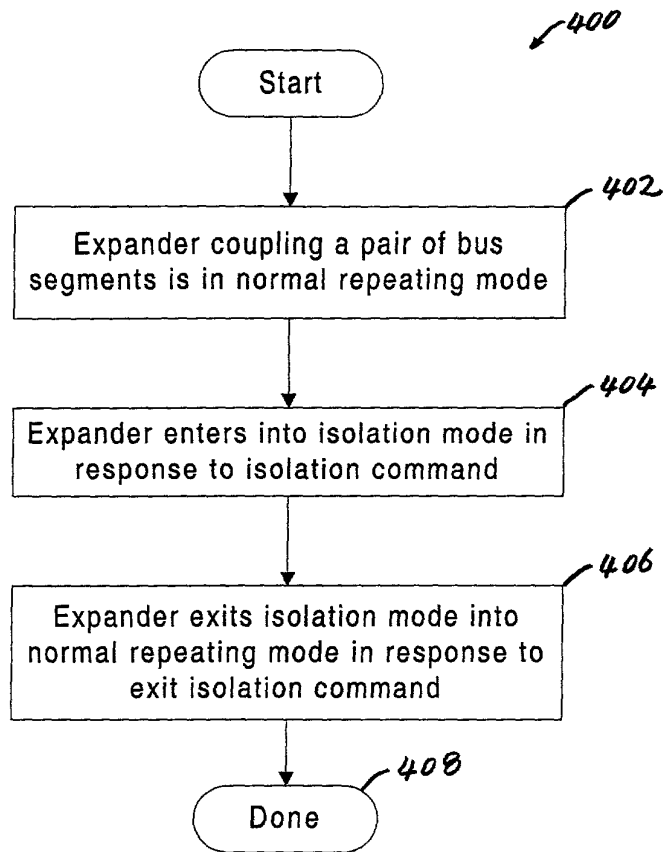 400
Start
402
Expander coupling a pair of bus
segments is in normal repeating mode
404
Expander enters into isolation mode in
response to isolation command
406
Expander exits isolation mode into
normal repeating mode in response to
exit isolation command
408
Done